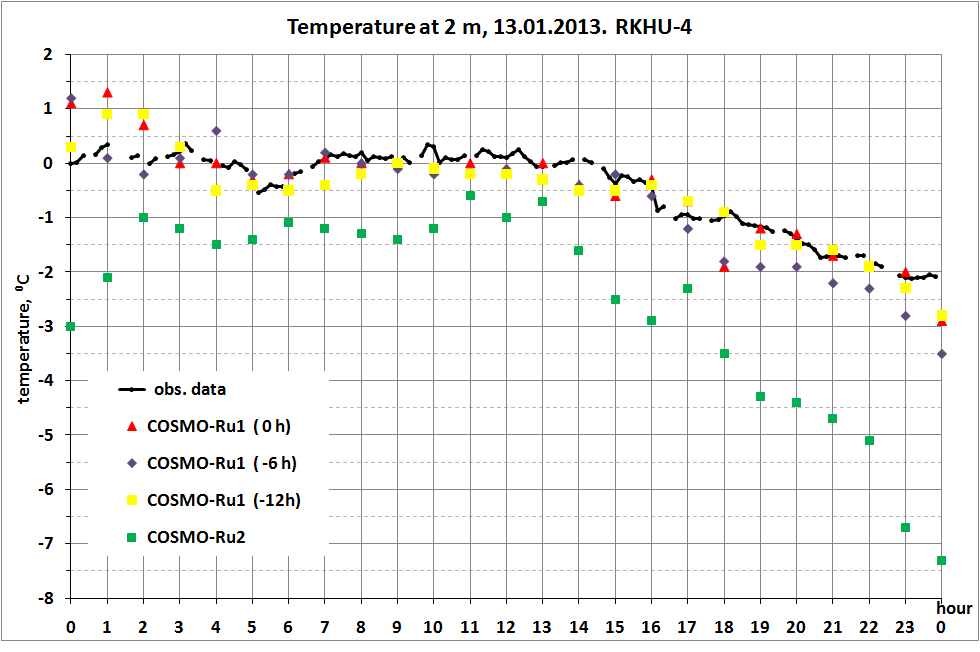 Temperature at 2 m, 13.01.2013. RKHU-4
2
1
0
-1
-2
-3
-4
-5
-6
-7
-8
temperature, ⁰C
obs. data
COSMO-Ru1 ( 0 h)
COSMO-Ru1 ( -6 h)
COSMO-Ru1 (-12h)
COSMO-Ru2
hour
0 1 2 3 4 5 6 7 8 9 10 11 12 13 14 15 16 17 18 19 20 21 22 23 0